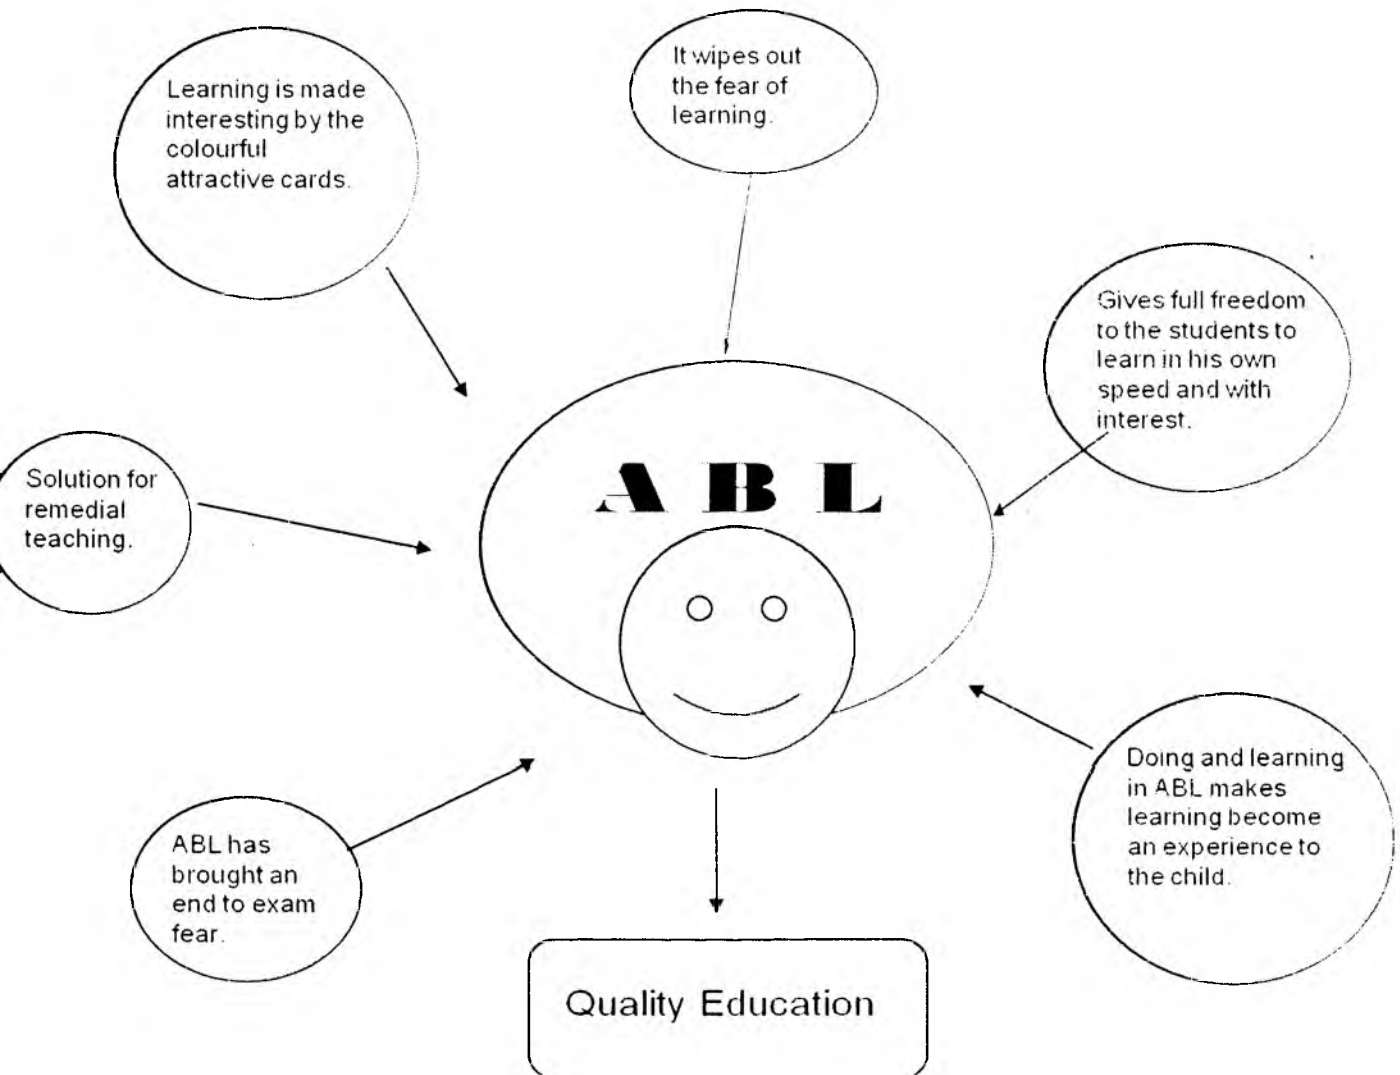 Learning is made
interesting by the
colourful
attractive cards.
It wipes out
the fear of
learning.
Gives full freedom
to the students to
learn in his own
speed and with
interest.
Solution for
remedial
teaching.
A B L
Doing and learning
in ABL makes
learning become
an experience to
the child.
ABL has
brought an
end to exam
fear.
Quality Education